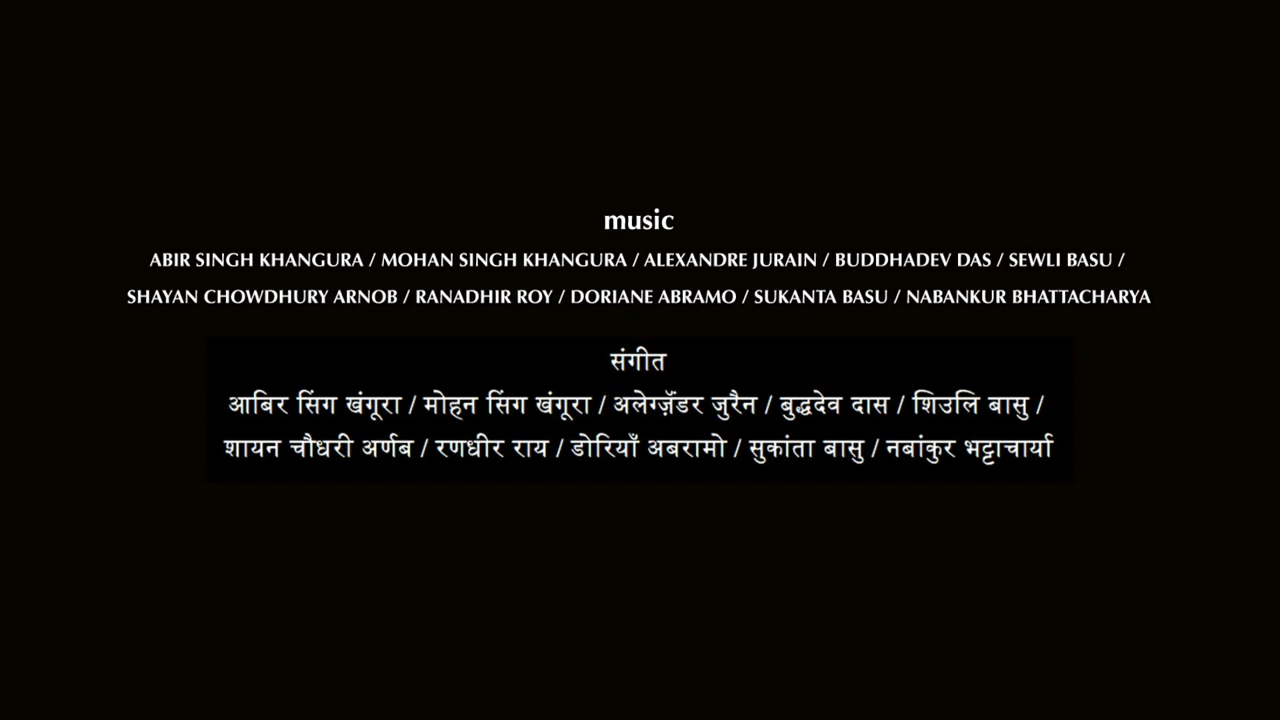 music
ABIR SINGH KHANGURA / MOHAN SINGH KHANGURA / ALEXANDRE JURAIN / BUDDHADEV DAS / SEWLI BASU /
SHAYAN CHOWDHURY ARNOB / RANADHIR ROY / DORIANE ABRAMO / SUKANTA BASU / NABANKUR BHATTACHARYA
संगीत
आबिर सिंग खंगूरा / मोहन सिंग खंगूरा / अलेग्ज़ॅंडर जुरैन / बुद्धदेव दास / शिउलि बासु /
शायन चौधरी अर्णब / रणधीर राय / डोरियाँ अबरामो / सुकांता बासु / नबांकुर भट्टाचार्या